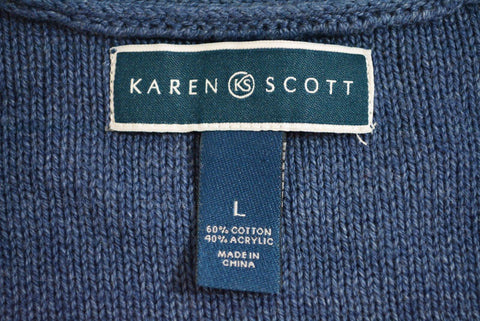 KAREN KS SCOTT
L
60% COTTON
40% ACRYLIC
MADE IN
CHINA